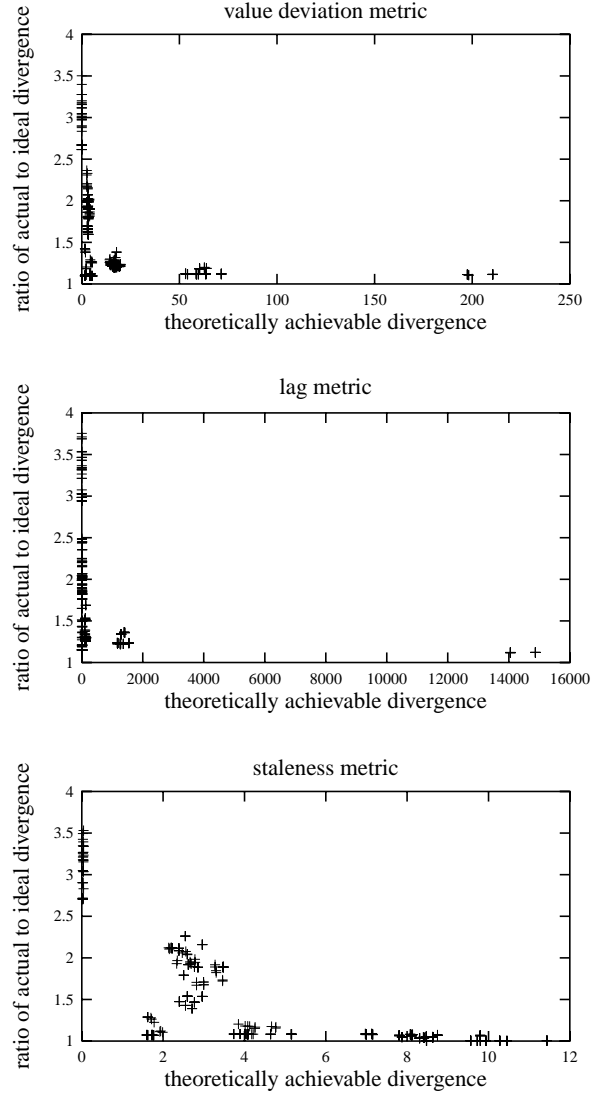 value deviation metric
4
3.5
3
2.5
2
1.5
1
ratio of actual to ideal divergence
0 50 100 150 200 250
theoretically achievable divergence
lag metric
4
3.5
3
2.5
2
1.5
1
ratio of actual to ideal divergence
0 2000 4000 6000 8000 10000 12000 14000 16000
theoretically achievable divergence
staleness metric
4
3.5
3
2.5
2
1.5
1
ratio of actual to ideal divergence
0 2 4 6 8 10 12
theoretically achievable divergence